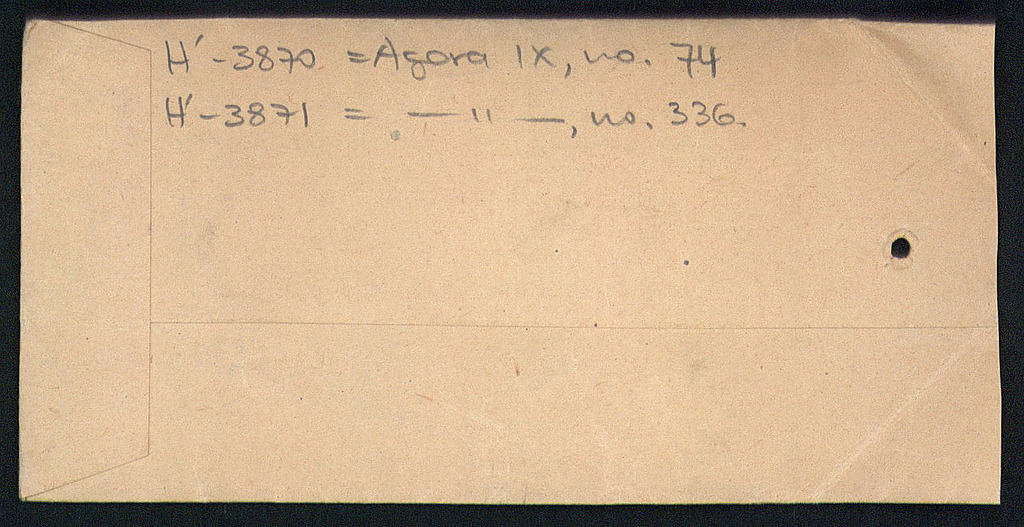 H'-3870 = Agora IX, no. 74
H'-3871 = — " —, no. 336.